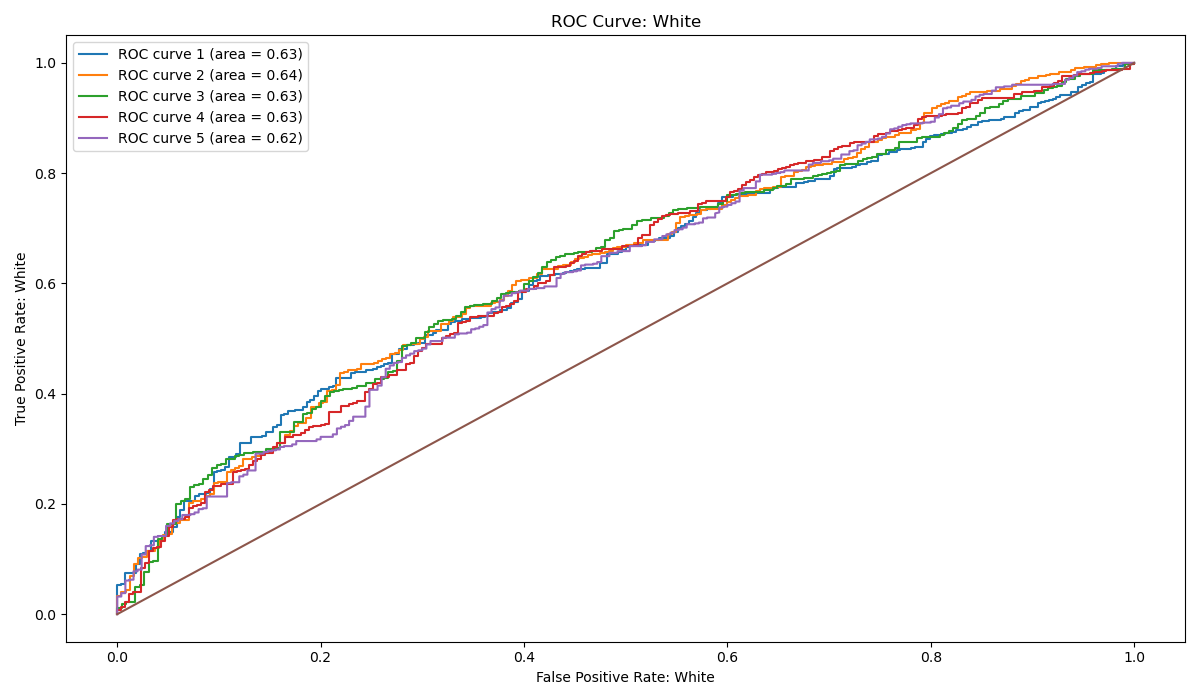 ROC Curve: White
ROC curve 1 (area = 0.63)
ROC curve 2 (area = 0.64)
ROC curve 3 (area = 0.63)
ROC curve 4 (area = 0.63)
ROC curve 5 (area = 0.62)
True Positive Rate: White
1.0
0.8
0.6
0.4
0.2
0.0
0.0 0.2 0.4 0.6 0.8 1.0
False Positive Rate: White